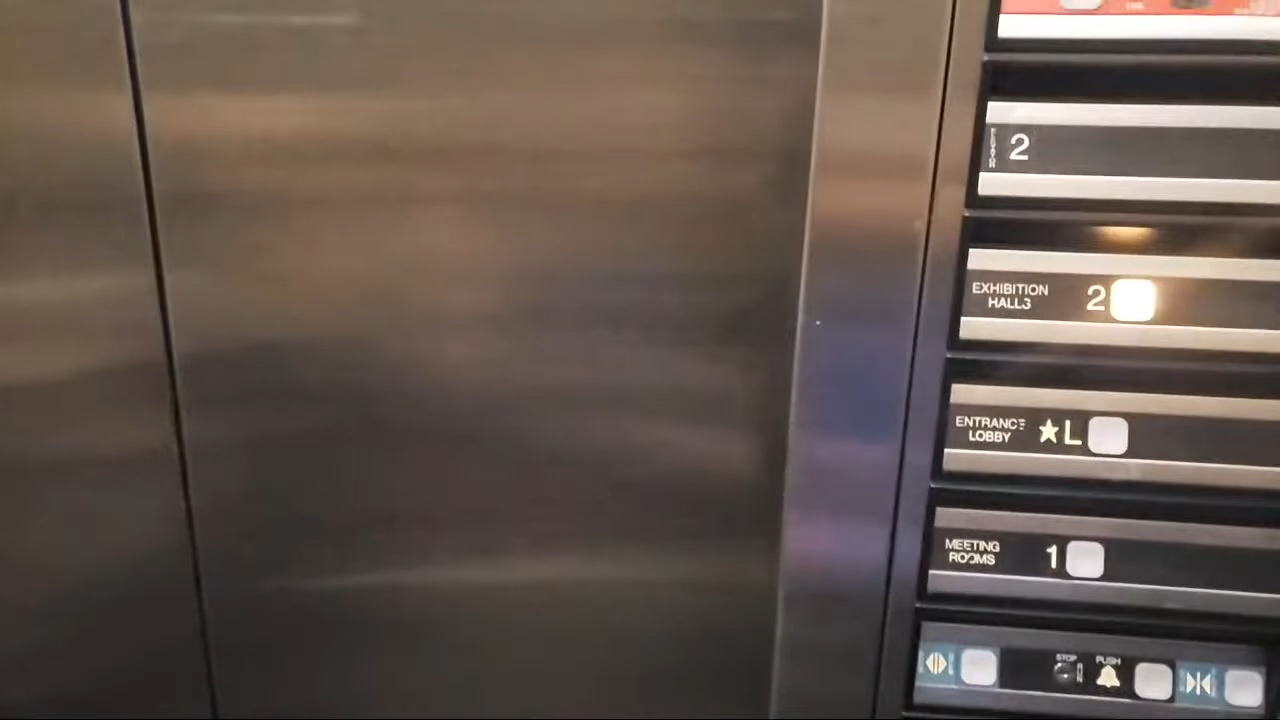 2
EXHIBITION
HALL3
2
ENTRANCE
LOBBY
★L
MEETING
ROOMS
1
STOP
PUSH